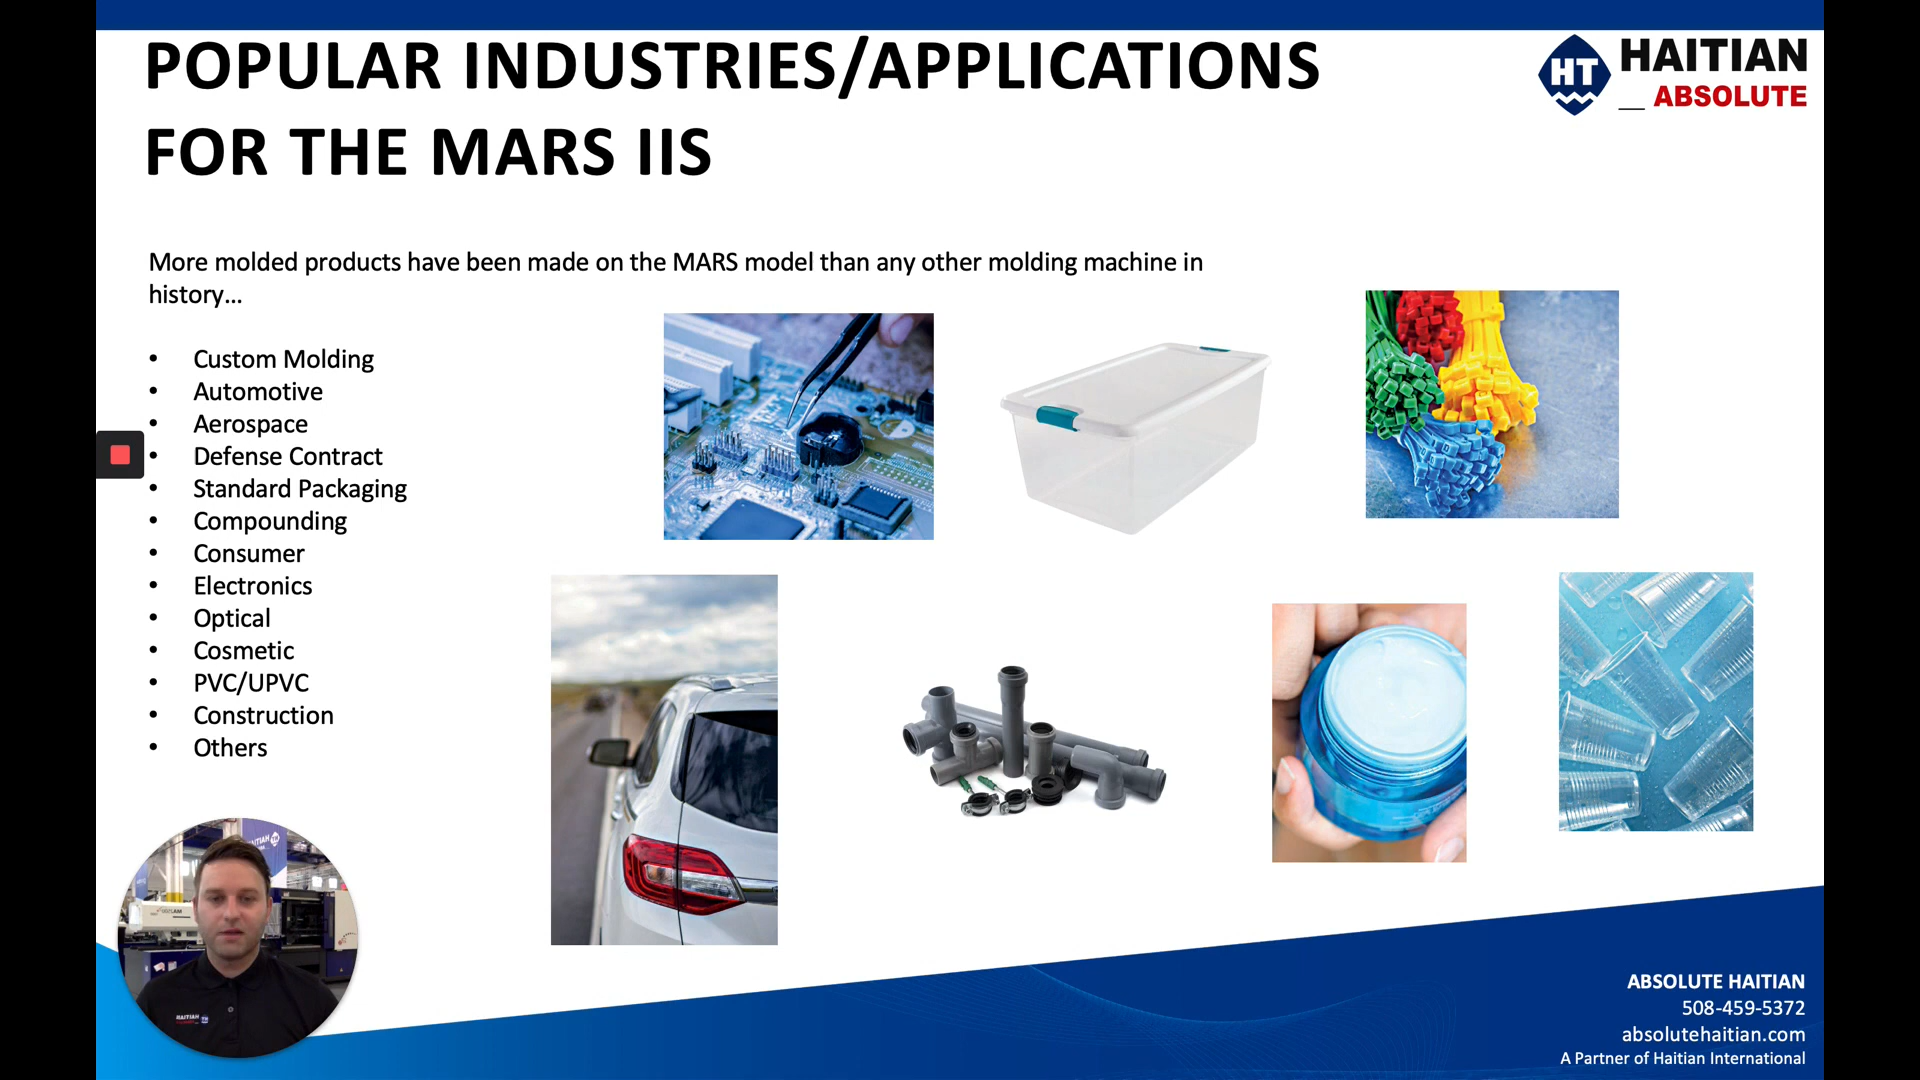 POPULAR INDUSTRIES/APPLICATIONS
FOR THE MARS IIS
HT
HAITIAN
ABSOLUTE
More molded products have been made on the MARS model than any other molding machine in
history...
• Custom Molding
• Automotive
• Aerospace
• Defense Contract
• Standard Packaging
• Compounding
• Consumer
• Electronics
• Optical
• Cosmetic
• PVC/UPVC
• Construction
• Others
HAITIAN
ABSOLUTE HAITIAN
508-459-5372
absolutehaitian.com
A Partner of Haitian International